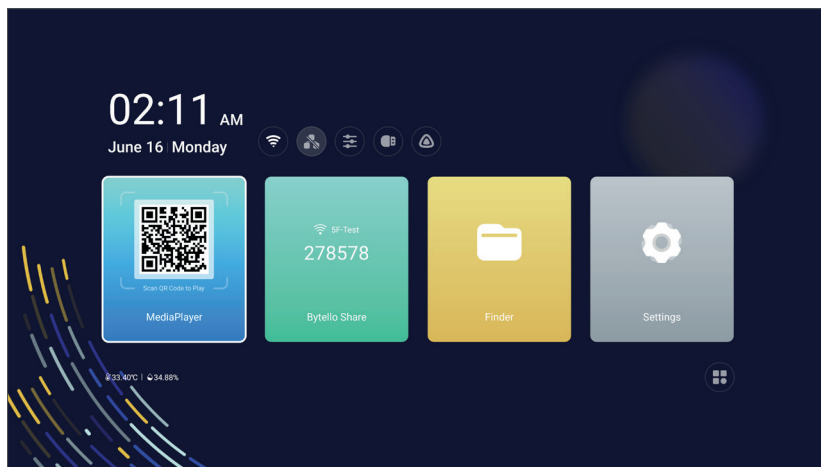 02:11 AM
June 16 Monday
Scan QR Code to Play
MediaPlayer
5F-Test
278578
Bytello Share
Finder
Settings
33.40℃ | 34.88%